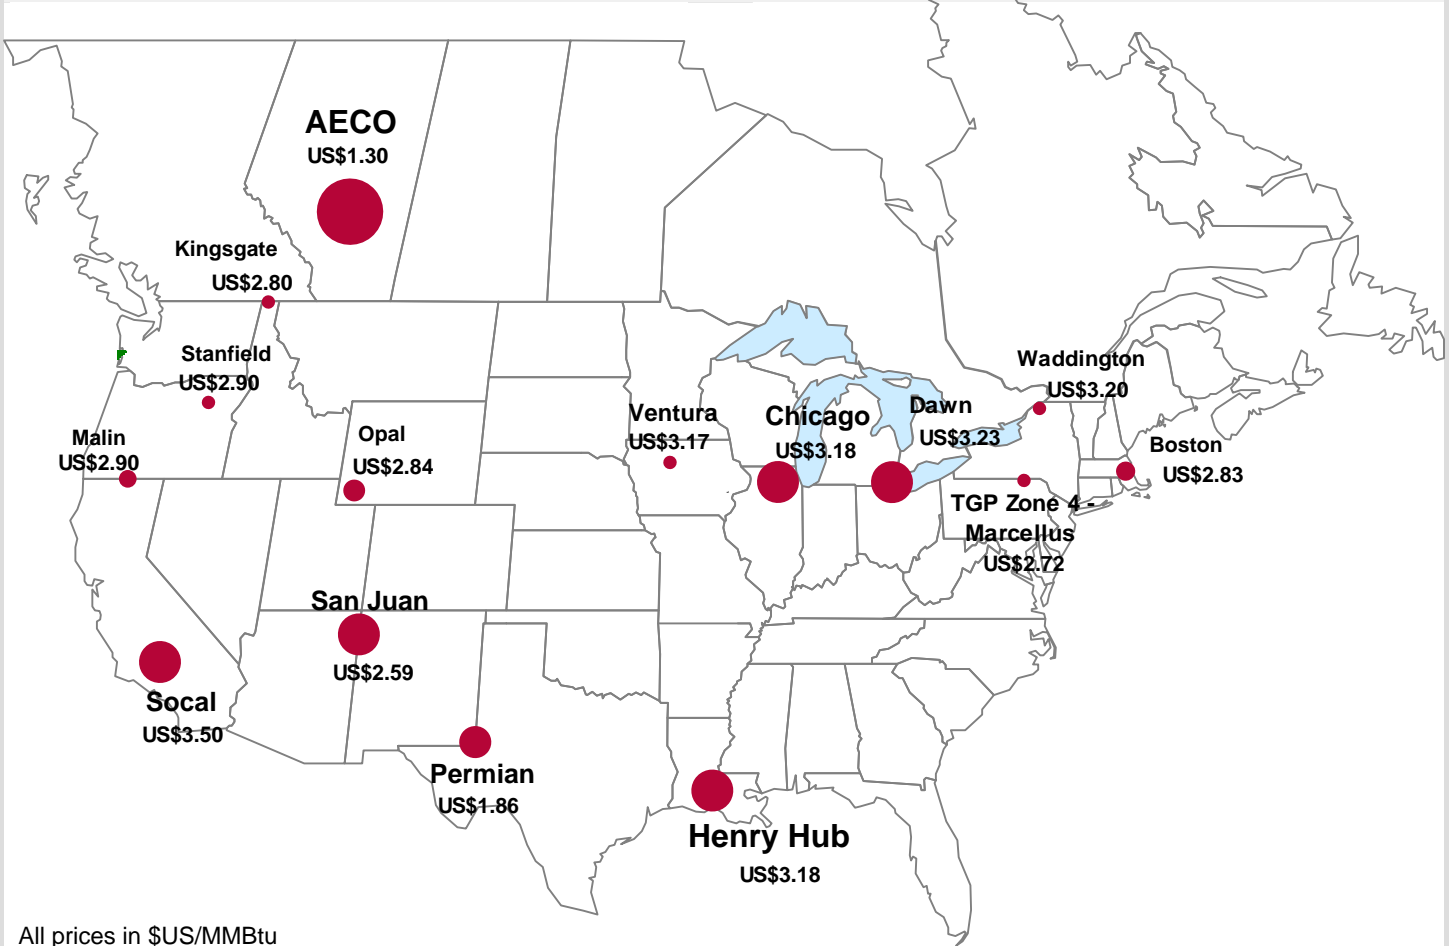 AECO
US$1.30
Kingsgate
US$2.80
Stanfield
US$2.90
Malin
US$2.90
Opal
US$2.84
Ventura
US$3.17
Chicago
US$3.18
Dawn
US$3.23
Waddington
US$3.20
Boston
US$2.83
TGP Zone 4 -
Marcellus
US$2.72
San Juan
US$2.59
Socal
US$3.50
Permian
US$1.86
Henry Hub
US$3.18
All prices in $US/MMBtu